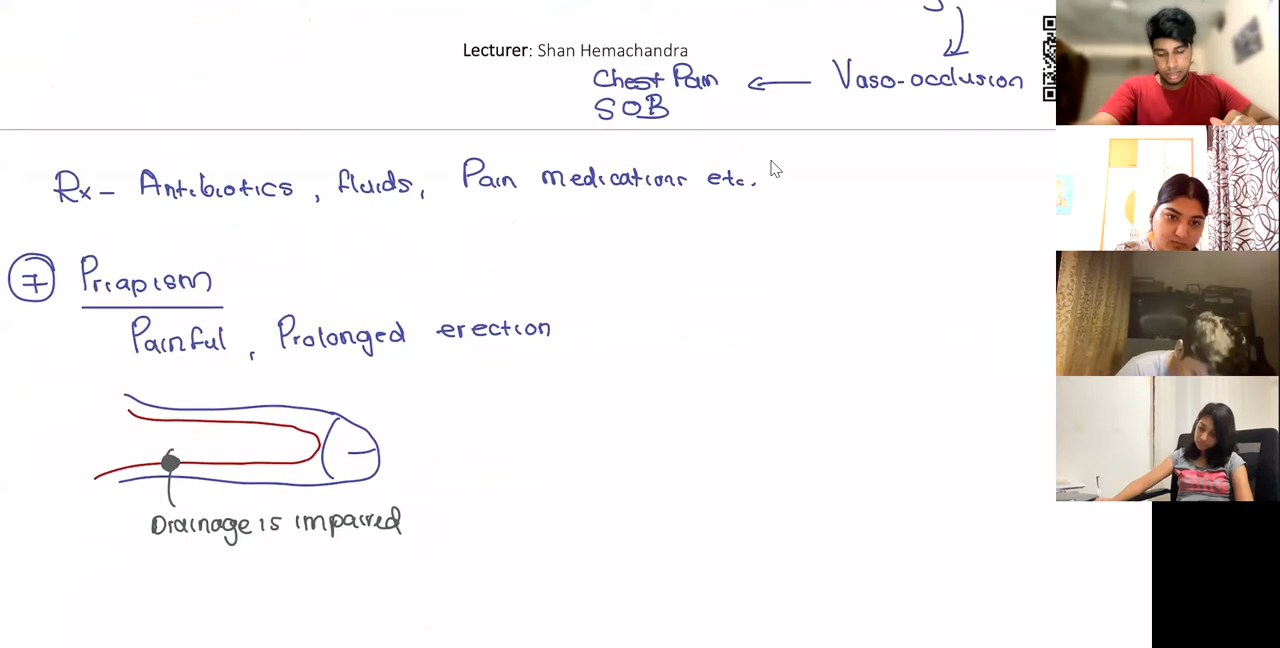 Lecturer: Shan Hemachandra
Chest Pain ← Vaso-occlusion
SOB
Rx – Antibiotics, fluids, Pain medications etc.
7 Priapism
Painful, Prolonged erection
Drainage is impaired